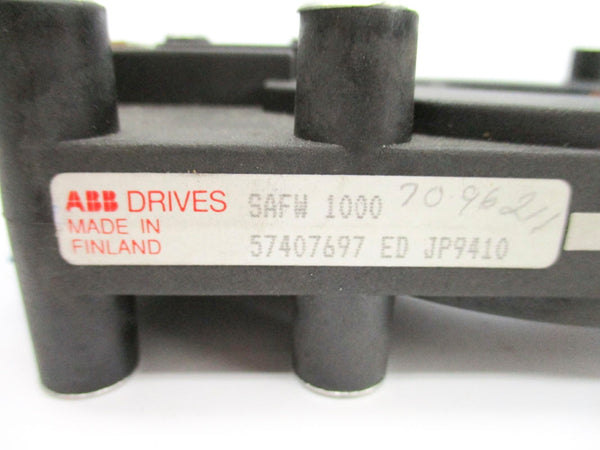 ABB DRIVES
MADE IN
FINLAND
SAFW 1000
57407697 ED JP9410
70.96211